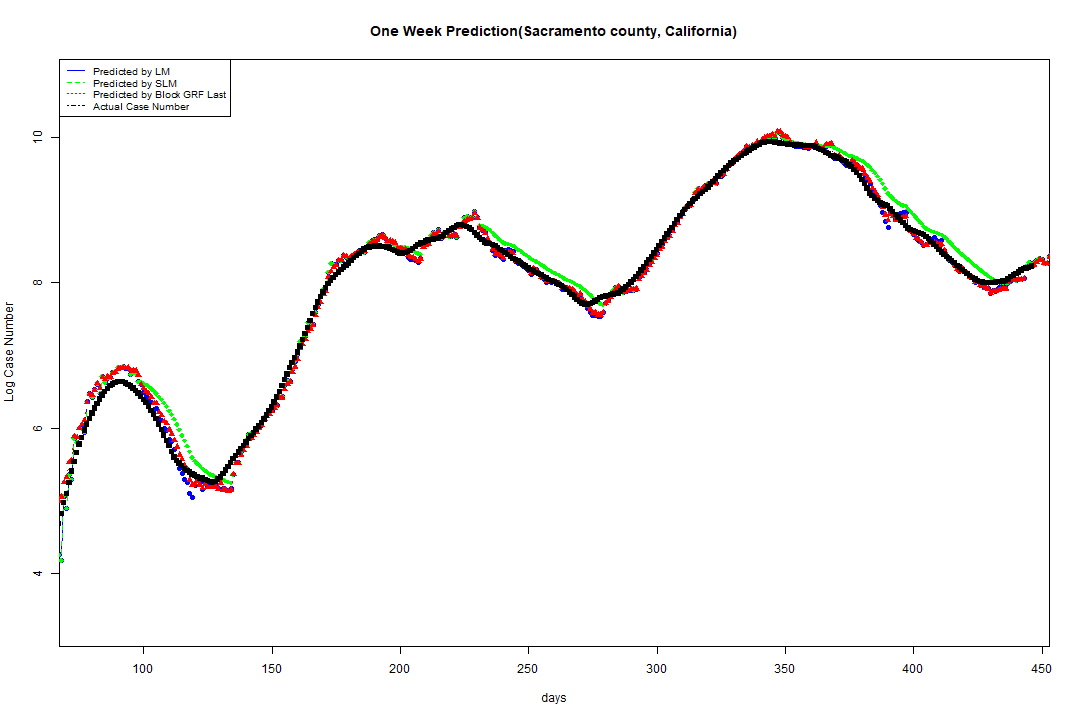 One Week Prediction(Sacramento county, California)
Predicted by LM
Predicted by SLM
Predicted by Block GRF Last
Actual Case Number
10
8
6
4
Log Case Number
100 150 200 250 300 350 400 450
days